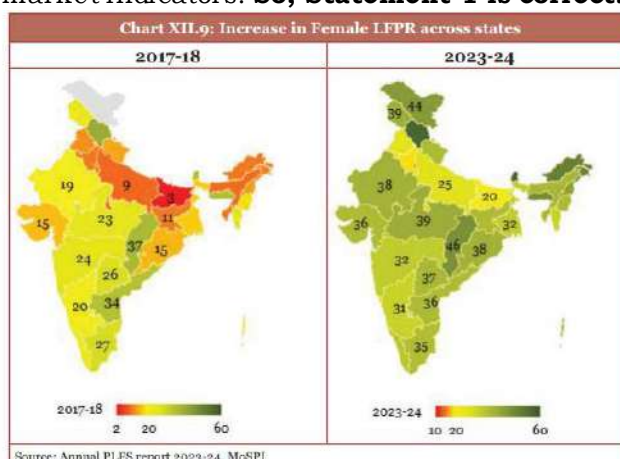 market indicators. So, Statement 1 is correct.
Chart XII.9: Increase in Female LFPR across states
2017-18 2023-24
44
39
19 9 3 38 25 20
15 23 11 36 39 32
37 15 46 38
24 26 32 37
20 34 31 36
27 35
2017-18 2 20 60
2023-24 10 20 60
Source: Annual PLFS report 2023-24, MoSPI